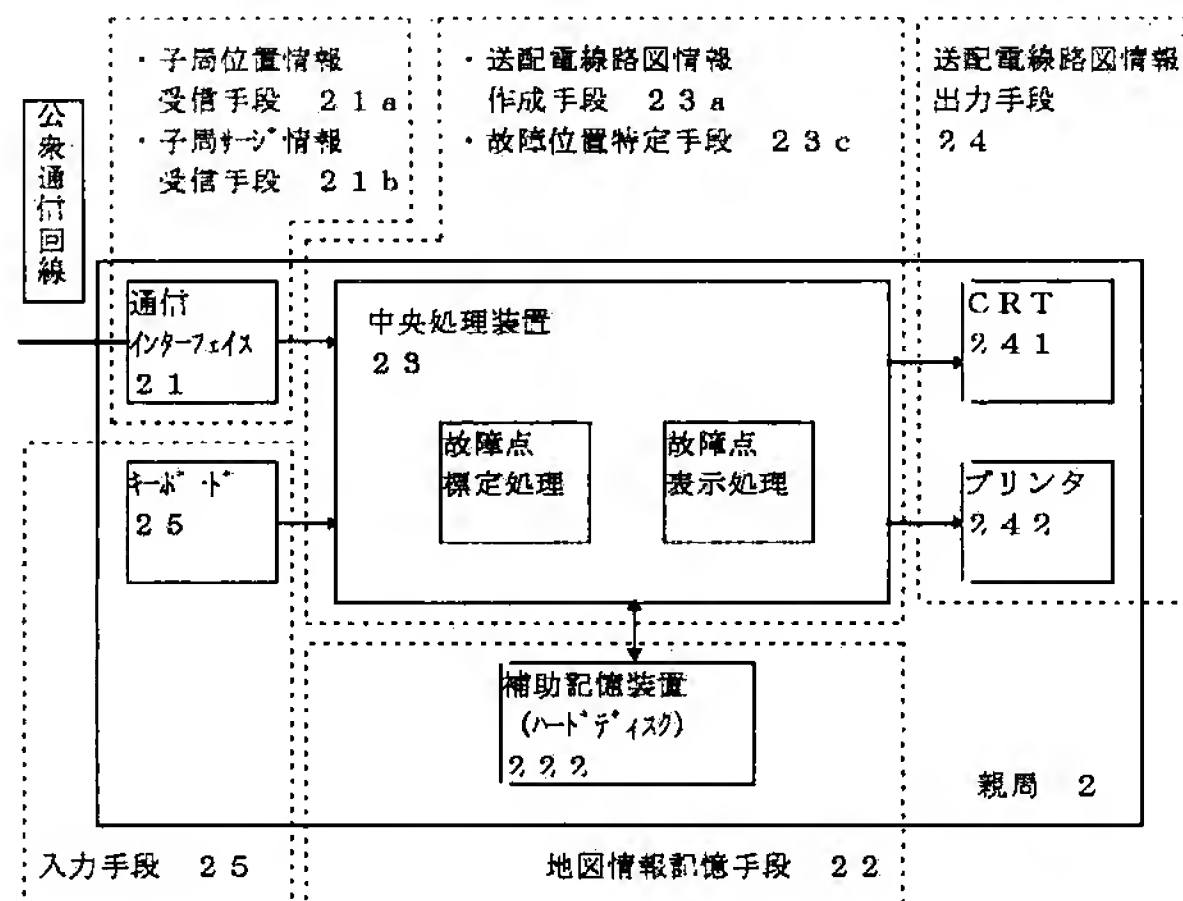 ・子局位置情報
受信手段 21a
・子局ｻｰｼﾞ情報
受信手段 21b
・送配電線路図情報
作成手段 23a
・故障位置特定手段 23c
送配電線路図情報
出力手段
24
公衆通信回線
通信
ｲﾝﾀｰﾌｪｲｽ
21
中央処理装置
23
CRT
241
故障点
標定処理
故障点
表示処理
ｷｰﾎﾞｰﾄﾞ
25
プリンタ
242
補助記憶装置
(ﾊｰﾄﾞﾃﾞｨｽｸ)
222
親局 2
入力手段 25
地図情報記憶手段 22